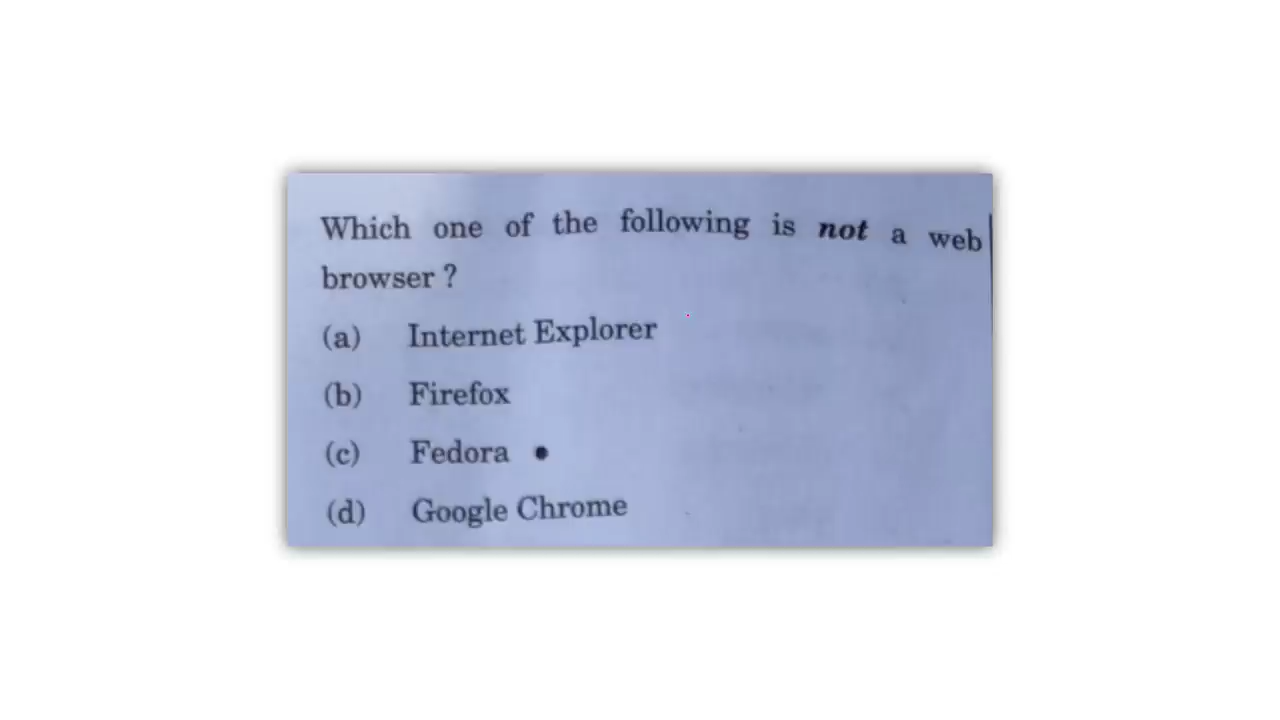 Which one of the following is not a web
browser ?
(a) Internet Explorer
(b) Firefox
(c) Fedora
(d) Google Chrome